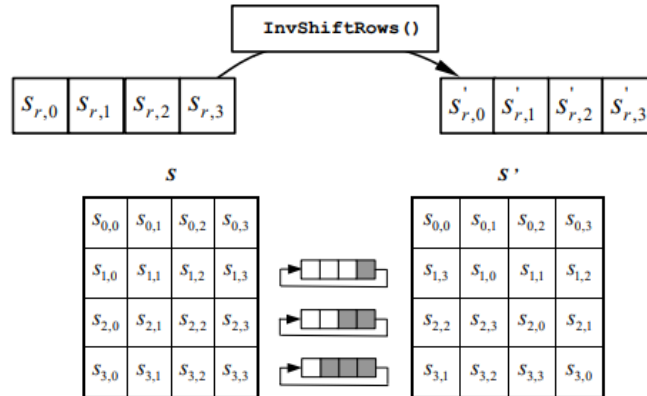 InvShiftRows()
S_{r,0} S_{r,1} S_{r,2} S_{r,3} S'_{r,0} S'_{r,1} S'_{r,2} S'_{r,3}
S S'
S_{0,0} S_{0,1} S_{0,2} S_{0,3} S_{0,0} S_{0,1} S_{0,2} S_{0,3}
S_{1,0} S_{1,1} S_{1,2} S_{1,3} S_{1,3} S_{1,0} S_{1,1} S_{1,2}
S_{2,0} S_{2,1} S_{2,2} S_{2,3} S_{2,2} S_{2,3} S_{2,0} S_{2,1}
S_{3,0} S_{3,1} S_{3,2} S_{3,3} S_{3,1} S_{3,2} S_{3,3} S_{3,0}